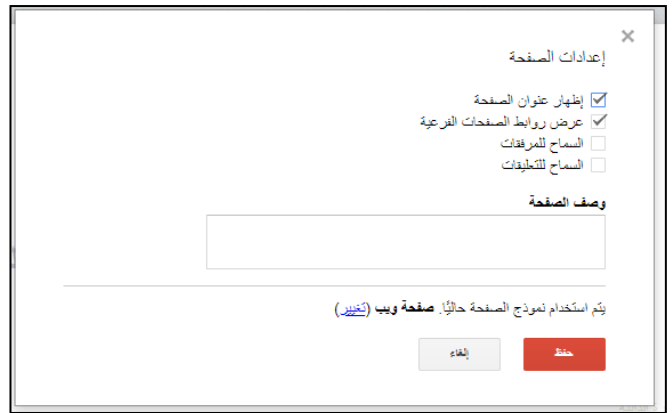 إعدادات الصفحة
إظهار عنوان الصفحة
عرض روابط الصفحات الفرعية
السماح للمرفقات
السماح للتعليقات
وصف الصفحة
يتم استخدام نموذج الصفحة حاليًا. صفحة ويب (تغيير)
حفظ
إلغاء